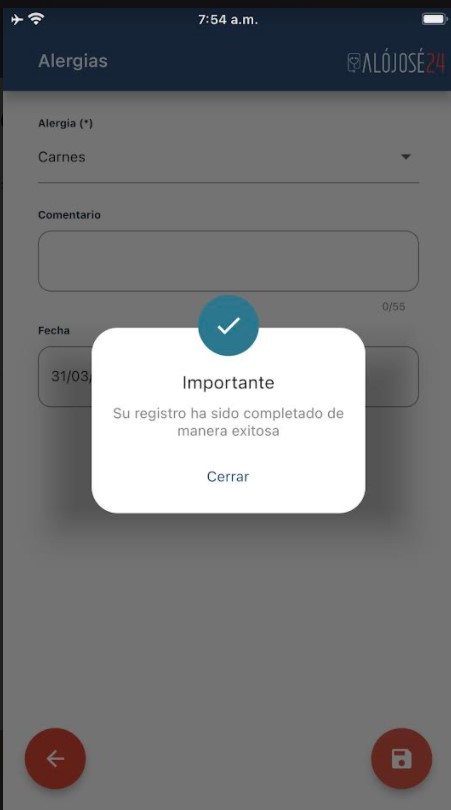 7:54 a.m.
Alergias
ALÓJOSÉ24
Alergia (*)
Carnes
Comentario
0/55
Fecha
31/03/
Importante
Su registro ha sido completado de
manera exitosa
Cerrar